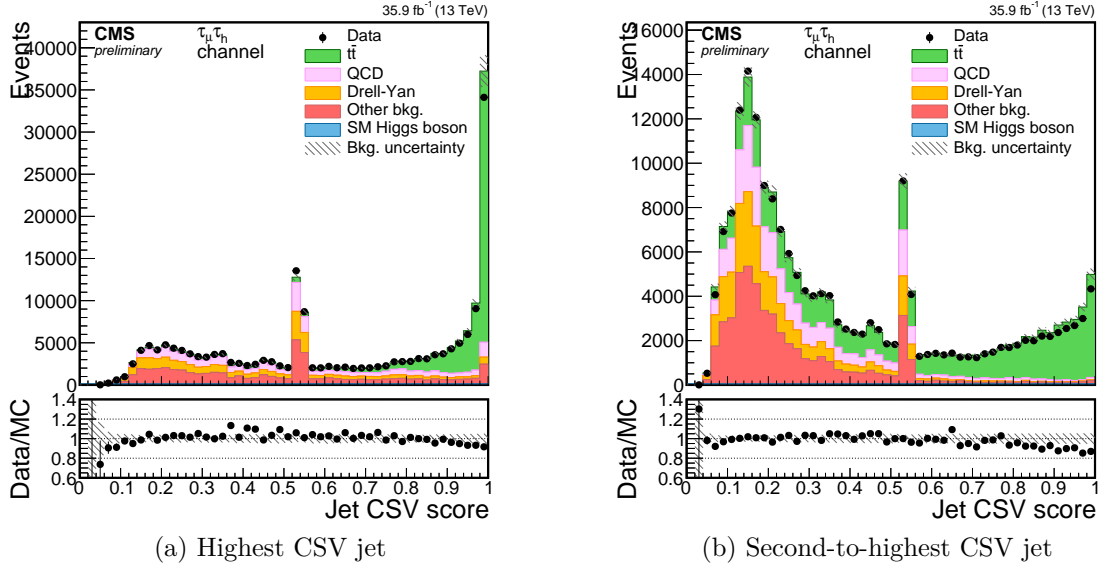 35.9 fb⁻¹ (13 TeV)
CMS
preliminary
τμτh
channel
Data
tt̄
QCD
Drell-Yan
Other bkg.
SM Higgs boson
Bkg. uncertainty
Events
40000
35000
30000
25000
20000
15000
10000
5000
0
Data/MC
1.4
1.2
1
0.8
0.6
0 0.1 0.2 0.3 0.4 0.5 0.6 0.7 0.8 0.9 1
Jet CSV score
(a) Highest CSV jet
35.9 fb⁻¹ (13 TeV)
CMS
preliminary
τμτh
channel
Data
tt̄
QCD
Drell-Yan
Other bkg.
SM Higgs boson
Bkg. uncertainty
Events
16000
14000
12000
10000
8000
6000
4000
2000
0
Data/MC
1.4
1.2
1
0.8
0.6
0 0.1 0.2 0.3 0.4 0.5 0.6 0.7 0.8 0.9 1
Jet CSV score
(b) Second-to-highest CSV jet